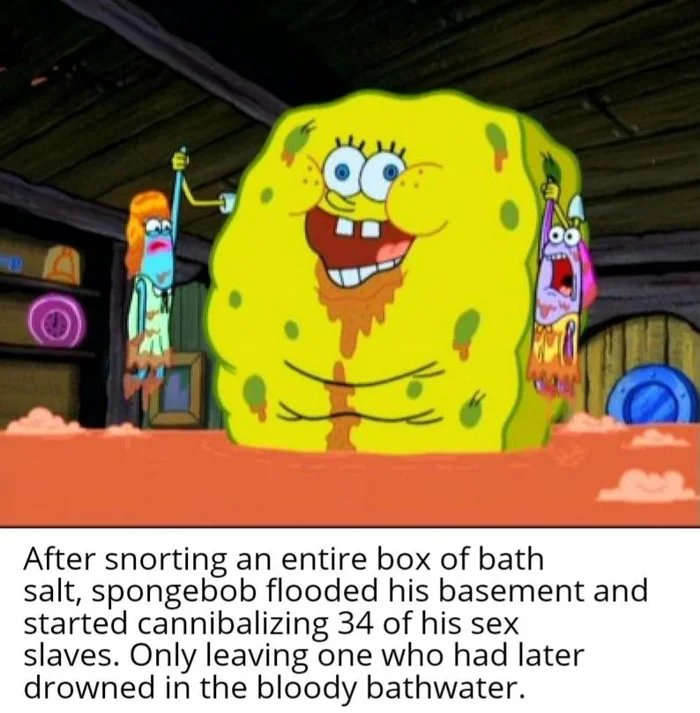 After snorting an entire box of bath
salt, spongebob flooded his basement and
started cannibalizing 34 of his sex
slaves. Only leaving one who had later
drowned in the bloody bathwater.